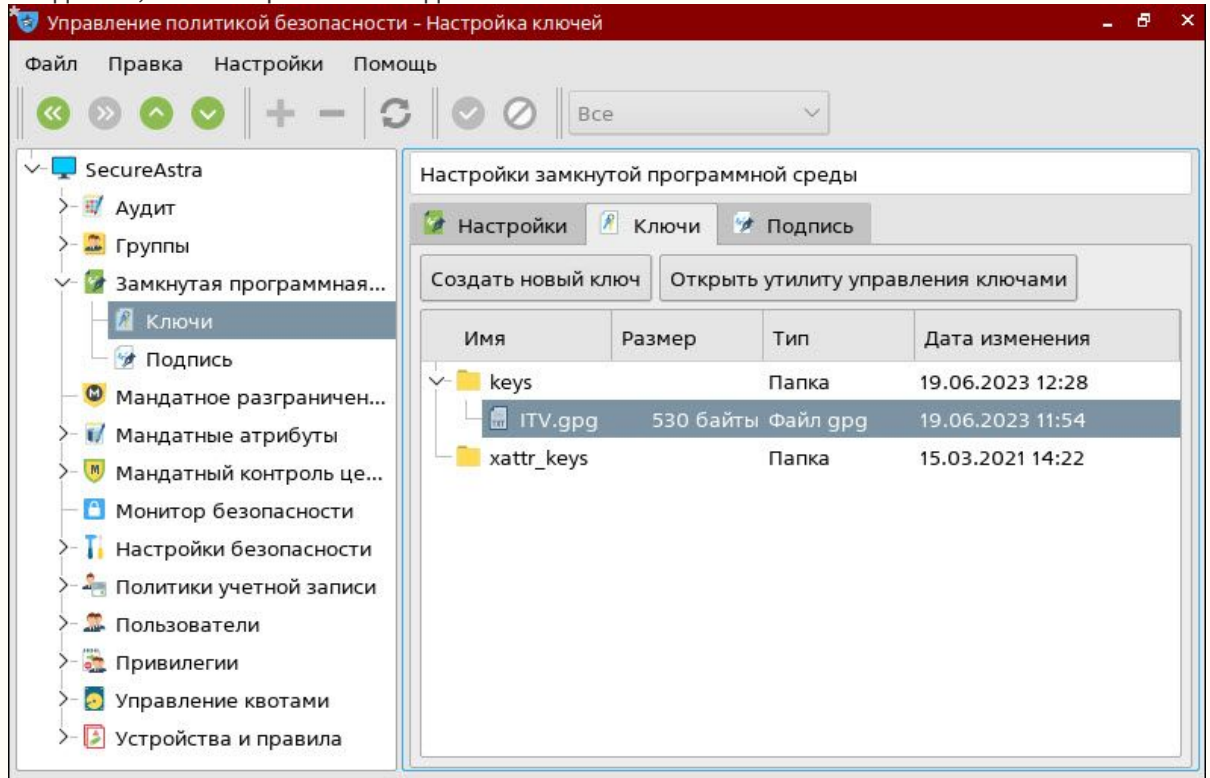 Управление политикой безопасности – Настройка ключей
Файл Правка Настройки Помощь
Все
SecureAstra
Аудит
Группы
Замкнутая программная...
Ключи
Подпись
Мандатное разграничен...
Мандатные атрибуты
Мандатный контроль це...
Монитор безопасности
Настройки безопасности
Политики учетной записи
Пользователи
Привилегии
Управление квотами
Устройства и правила
Настройки замкнутой программной среды
Настройки Ключи Подпись
Создать новый ключ Открыть утилиту управления ключами
Имя Размер Тип Дата изменения
keys Папка 19.06.2023 12:28
ITV.gpg 530 байты Файл gpg 19.06.2023 11:54
xattr_keys Папка 15.03.2021 14:22